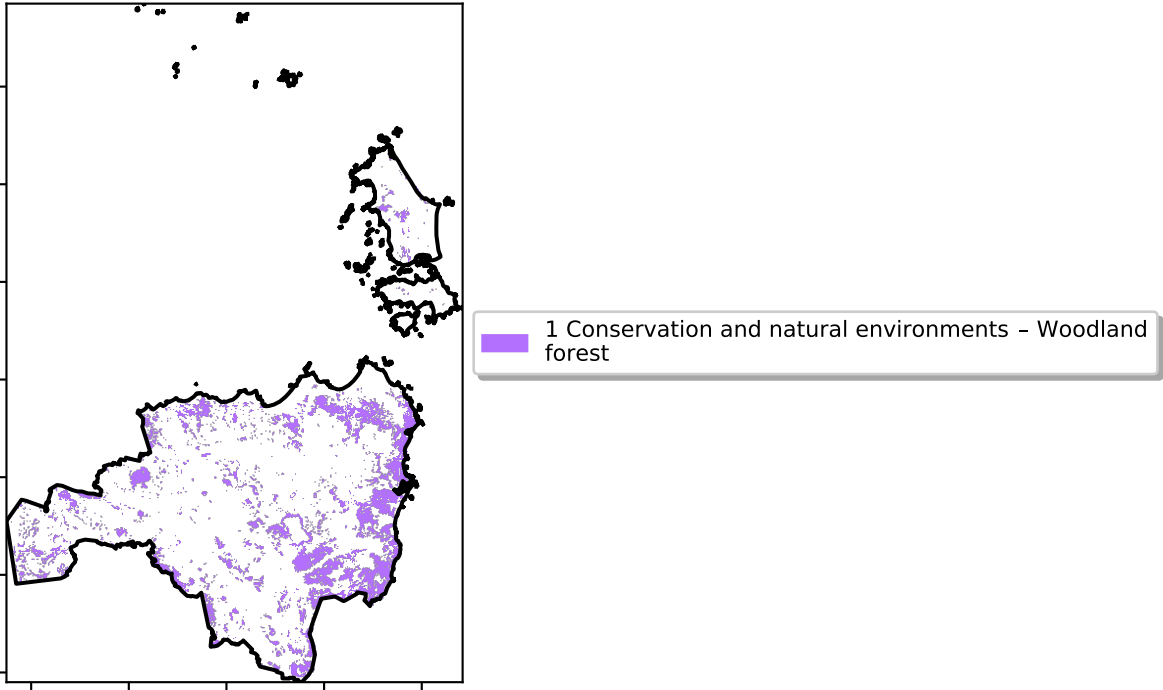 1 Conservation and natural environments – Woodland
forest